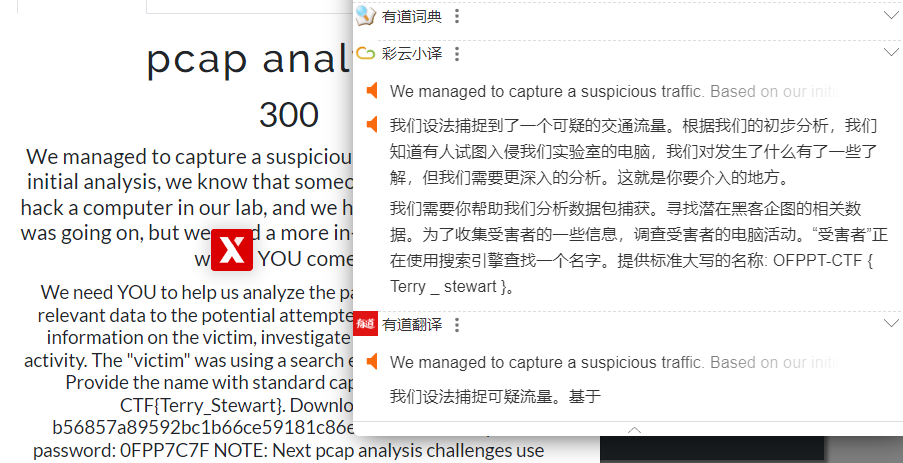 pcap anal
300
We managed to capture a suspiciou
initial analysis, we know that someo
hack a computer in our lab, and we h
was going on, but we d a more in-
w YOU come
We need YOU to help us analyze the pa
relevant data to the potential attempte
information on the victim, investigate
activity. The "victim" was using a search e
Provide the name with standard cap
CTF{Terry_Stewart}. Downlo
b56857a89592bc1b66ce59181c86e
password: 0FPP7C7F NOTE: Next pcap analysis challenges use
有道词典
彩云小译
We managed to capture a suspicious traffic. Based on our initi
我们设法捕捉到了一个可疑的交通流量。根据我们的初步分析，我们
知道有人试图入侵我们实验室的电脑，我们对发生了什么有了一些了
解，但我们需要更深入的分析。这就是你要介入的地方。
我们需要你帮助我们分析数据包捕获。寻找潜在黑客企图的相关数
据。为了收集受害者的一些信息，调查受害者的电脑活动。“受害者”正
在使用搜索引擎查找一个名字。提供标准大写的名称: OFPPT-CTF {
Terry _ stewart }。
有道 有道翻译
We managed to capture a suspicious traffic. Based on our initi
我们设法捕捉可疑流量。基于